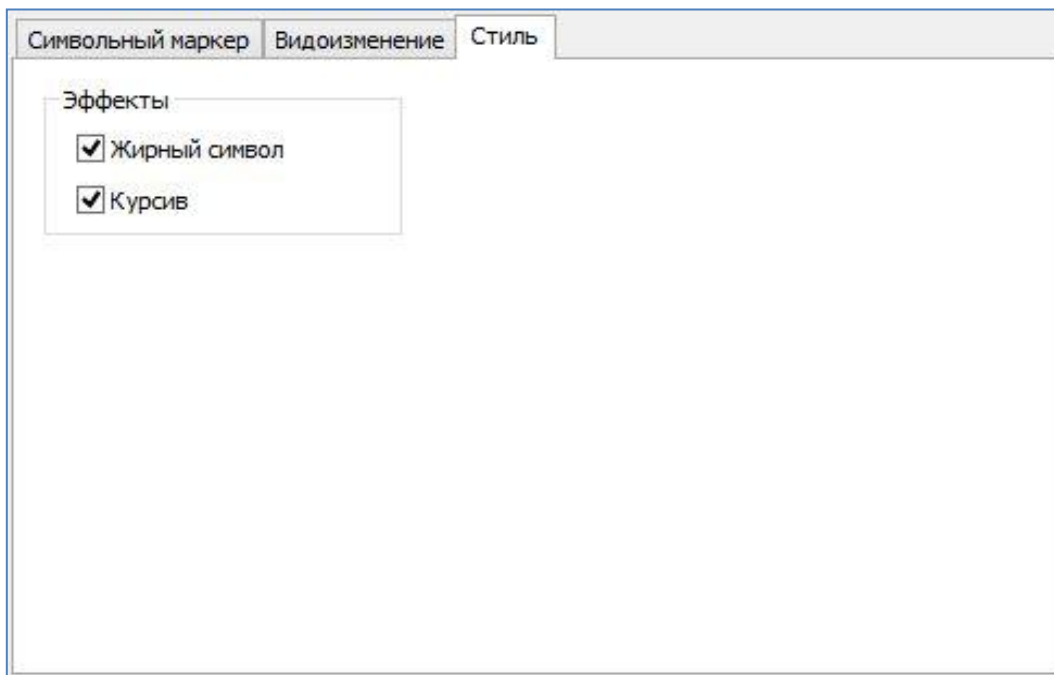 Символьный маркер Видоизменение Стиль
Эффекты
Жирный символ
Курсив